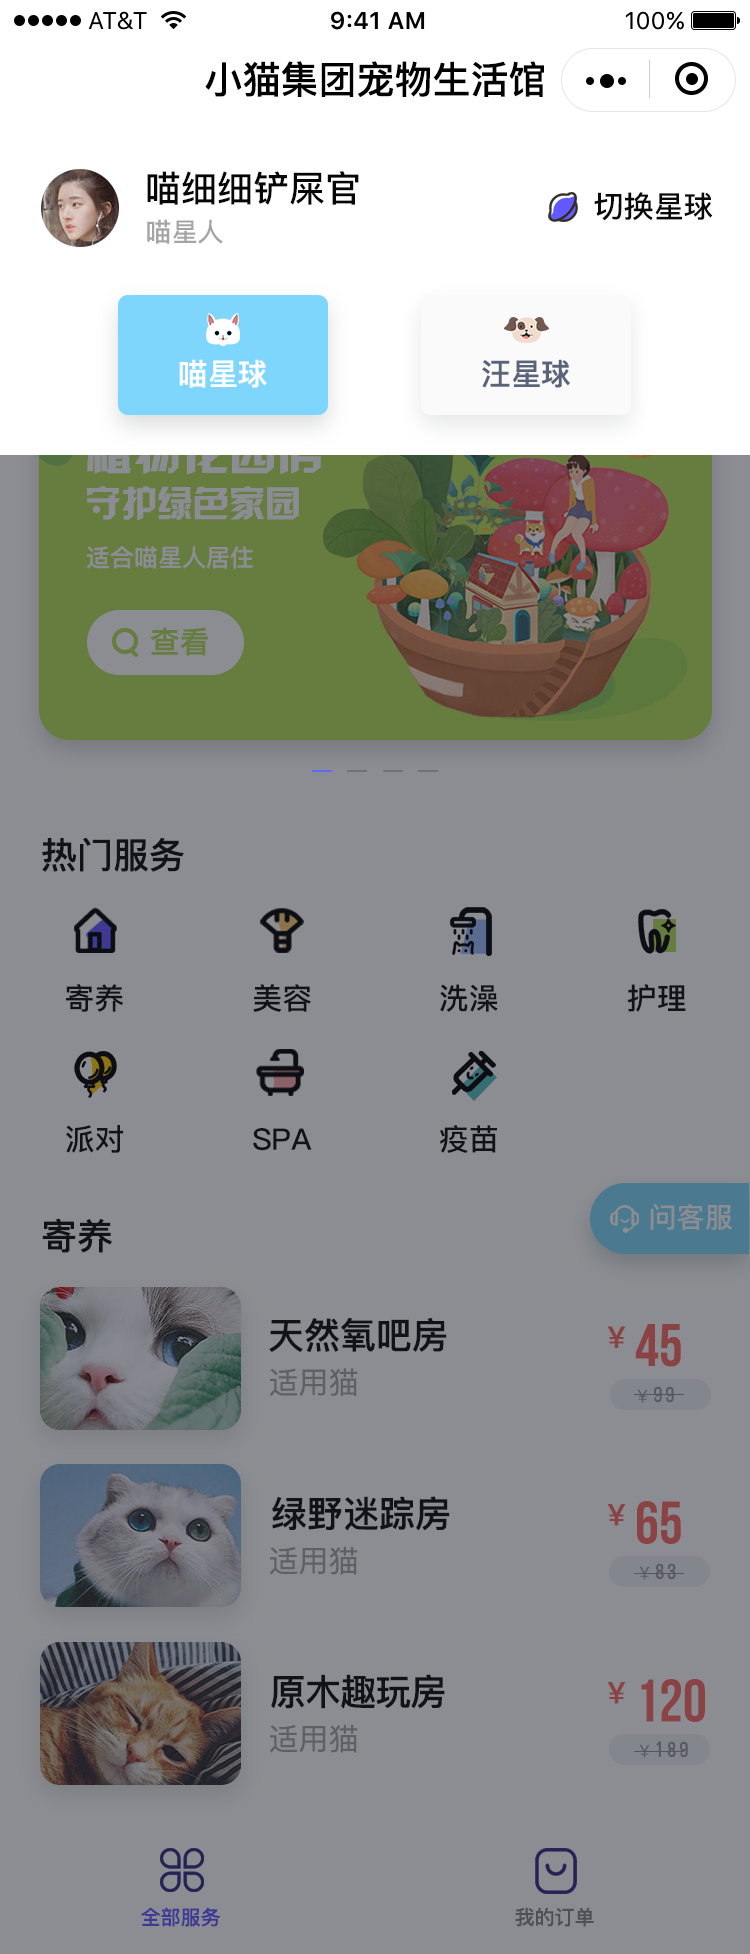 AT&T 9:41 AM 100%
小猫集团宠物生活馆
喵细细铲屎官
喵星人
切换星球
喵星球 汪星球
守护绿色家园
适合喵星人居住
查看
热门服务
寄养 美容 洗澡 护理
派对 SPA 疫苗
问客服
寄养
天然氧吧房
适用猫
¥ 45
¥99
绿野迷踪房
适用猫
¥ 65
¥83
原木趣玩房
适用猫
¥ 120
¥189
全部服务 我的订单